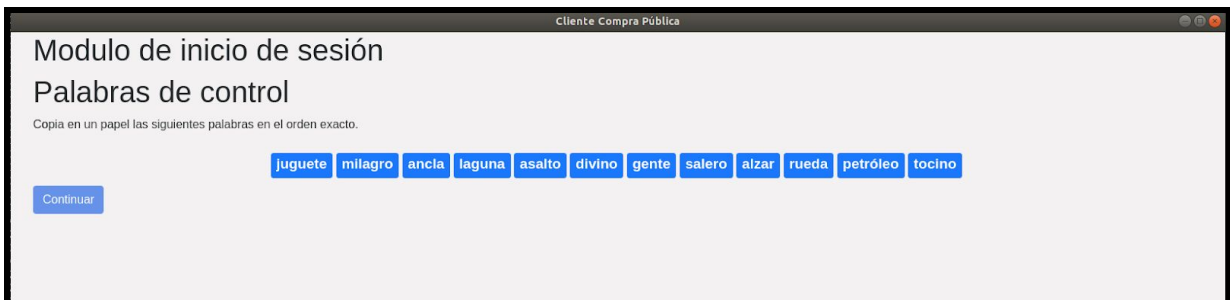 Cliente Compra Pública
Modulo de inicio de sesión
Palabras de control
Copia en un papel las siguientes palabras en el orden exacto.
juguete milagro ancla laguna asalto divino gente salero alzar rueda petróleo tocino
Continuar